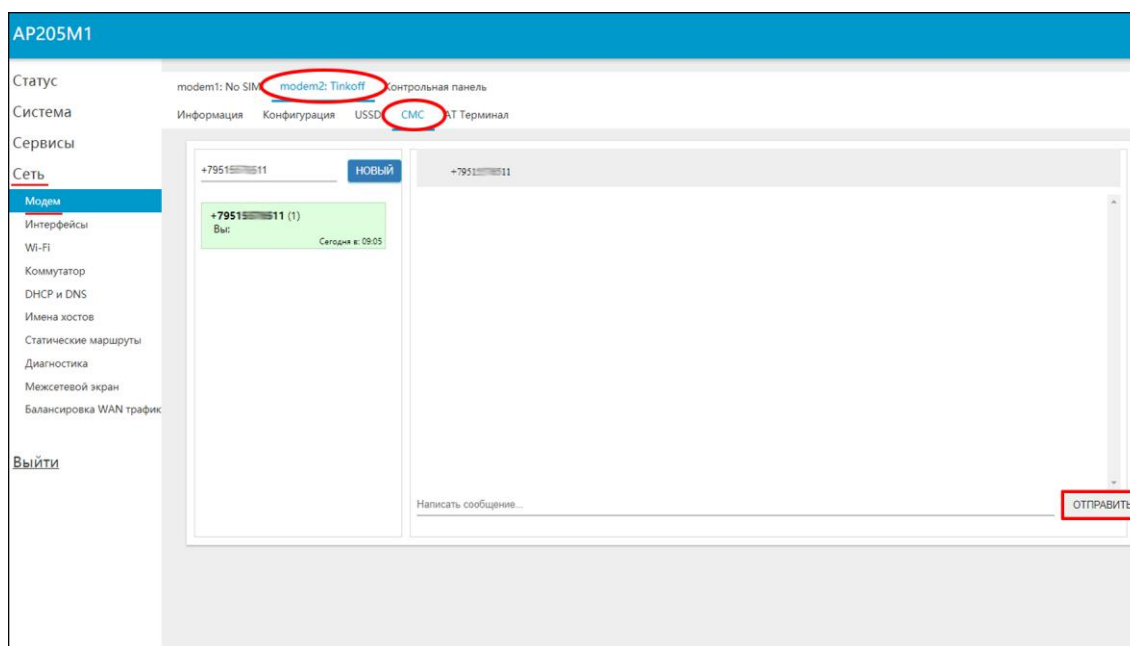 AP205M1
Статус
Система
Сервисы
Сеть
Модем
Интерфейсы
Wi-Fi
Коммутатор
DHCP и DNS
Имена хостов
Статические маршруты
Диагностика
Межсетевой экран
Балансировка WAN трафик
Выйти
modem1: No SIM modem2: Tinkoff Контрольная панель
Информация Конфигурация USSD СМС AT Терминал
НОВЫЙ
(1)
Вы:
Сегодня в: 09:05
Написать сообщение...
ОТПРАВИТЬ